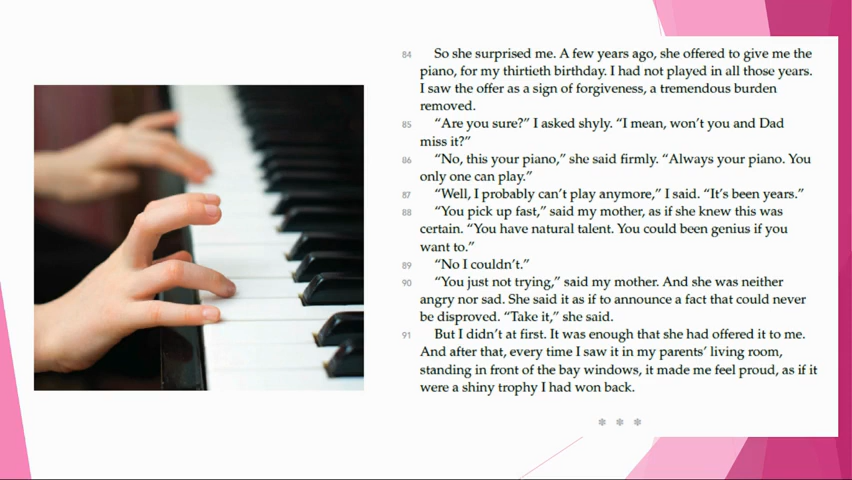 84 So she surprised me. A few years ago, she offered to give me the
piano, for my thirtieth birthday. I had not played in all those years.
I saw the offer as a sign of forgiveness, a tremendous burden
removed.
85 “Are you sure?” I asked shyly. “I mean, won’t you and Dad
miss it?”
86 “No, this your piano,” she said firmly. “Always your piano. You
only one can play.”
87 “Well, I probably can’t play anymore,” I said. “It’s been years.”
88 “You pick up fast,” said my mother, as if she knew this was
certain. “You have natural talent. You could been genius if you
want to.”
89 “No I couldn’t.”
90 “You just not trying,” said my mother. And she was neither
angry nor sad. She said it as if to announce a fact that could never
be disproved. “Take it,” she said.
91 But I didn’t at first. It was enough that she had offered it to me.
And after that, every time I saw it in my parents’ living room,
standing in front of the bay windows, it made me feel proud, as if it
were a shiny trophy I had won back.